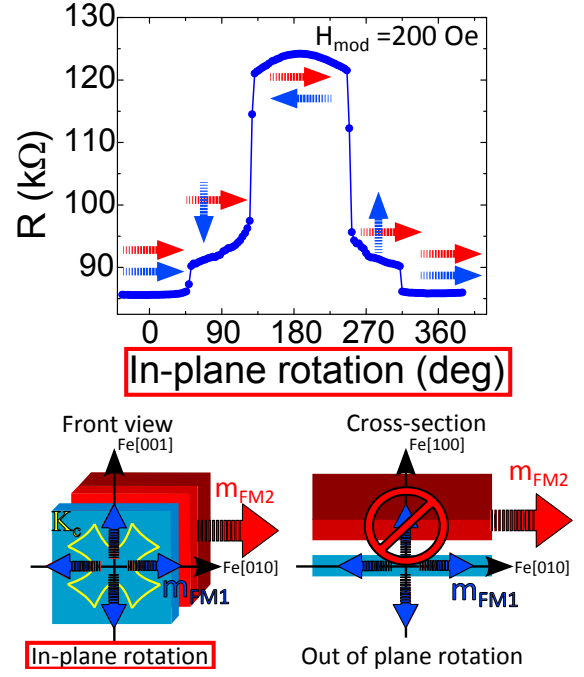 H_mod =200 Oe
130
120
110
100
90
R (kΩ)
0 90 180 270 360
In-plane rotation (deg)
Front view
Fe[001]
K_c
m_FM2
Fe[010]
m_FM1
In-plane rotation
Cross-section
Fe[100]
m_FM2
Fe[010]
m_FM1
Out of plane rotation